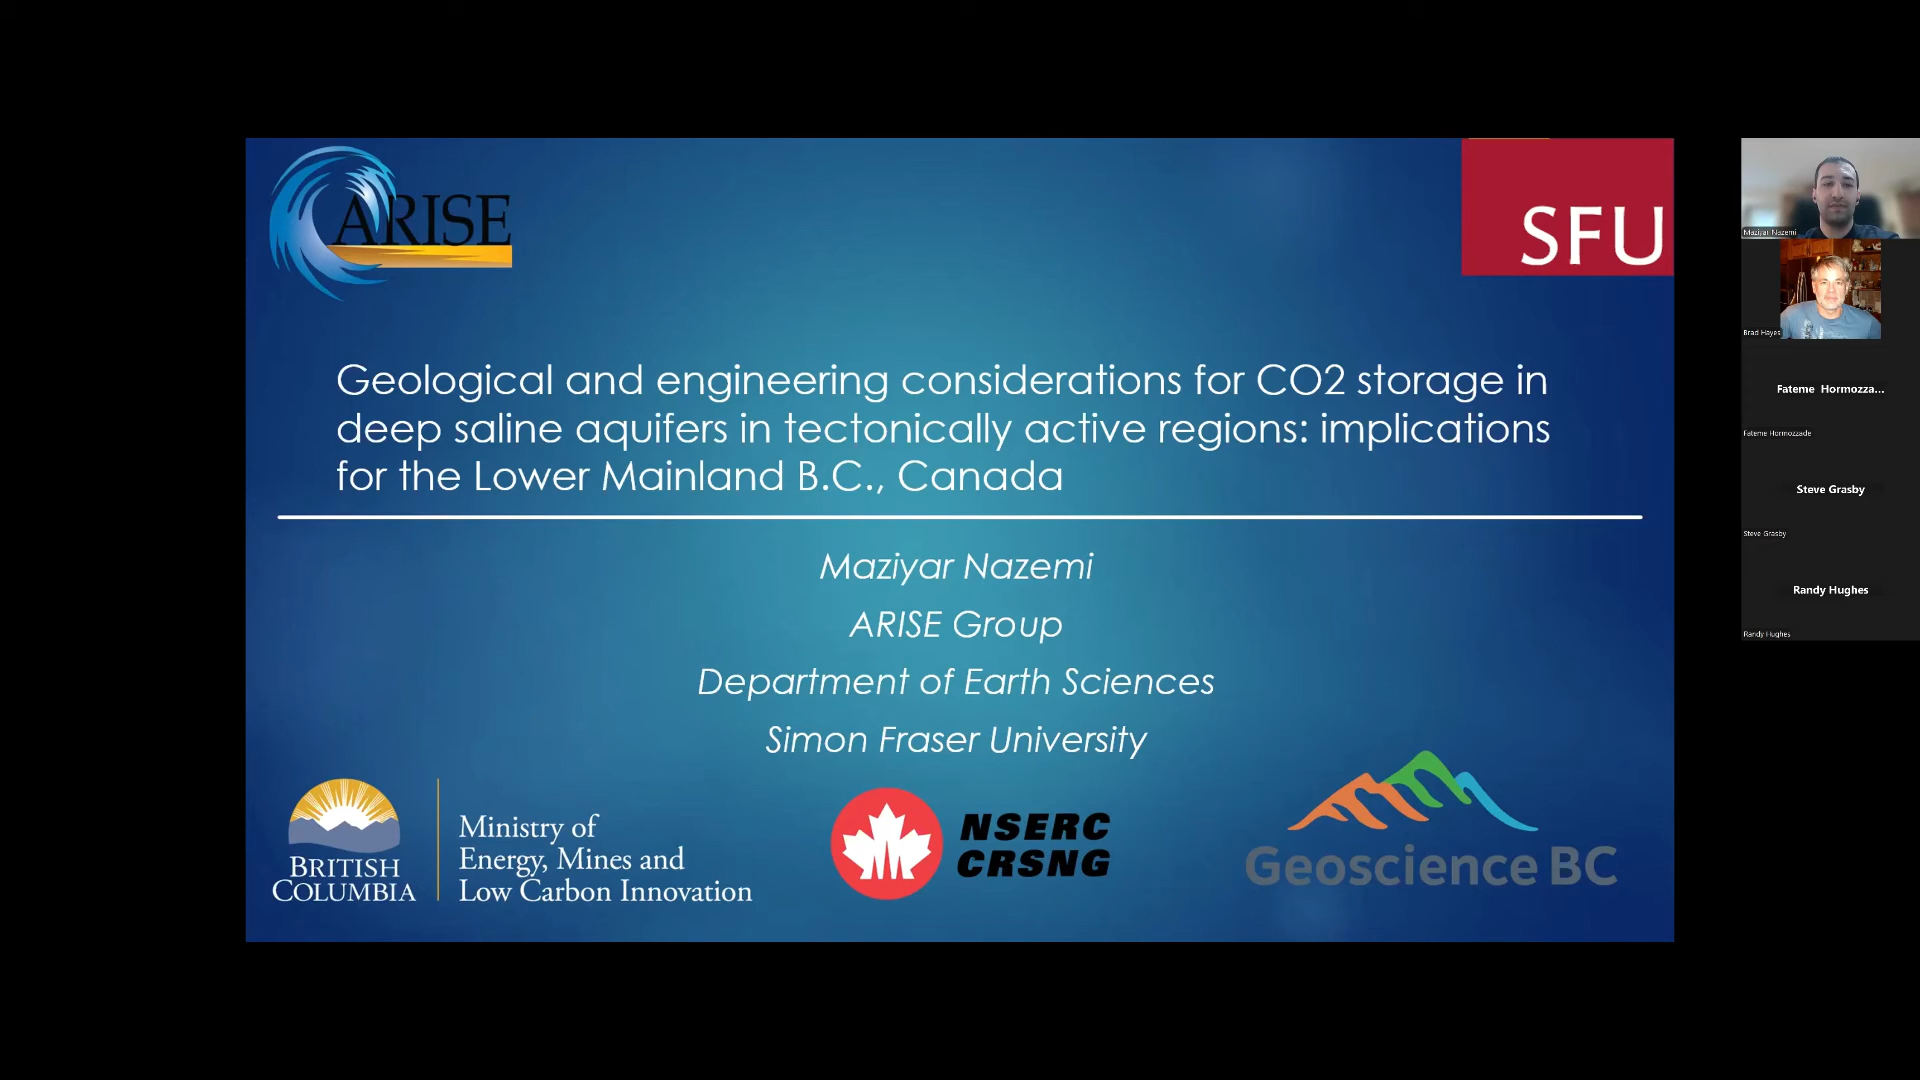 ARISE
SFU
Geological and engineering considerations for CO2 storage in
deep saline aquifers in tectonically active regions: implications
for the Lower Mainland B.C., Canada
Maziyar Nazemi
ARISE Group
Department of Earth Sciences
Simon Fraser University
BRITISH
COLUMBIA
Ministry of
Energy, Mines and
Low Carbon Innovation
NSERC
CRSNG
Geoscience BC
Maziyar Nazemi
Brad Hayes
Fateme Hormozza...
Fateme Hormozzade
Steve Grasby
Steve Grasby
Randy Hughes
Randy Hughes